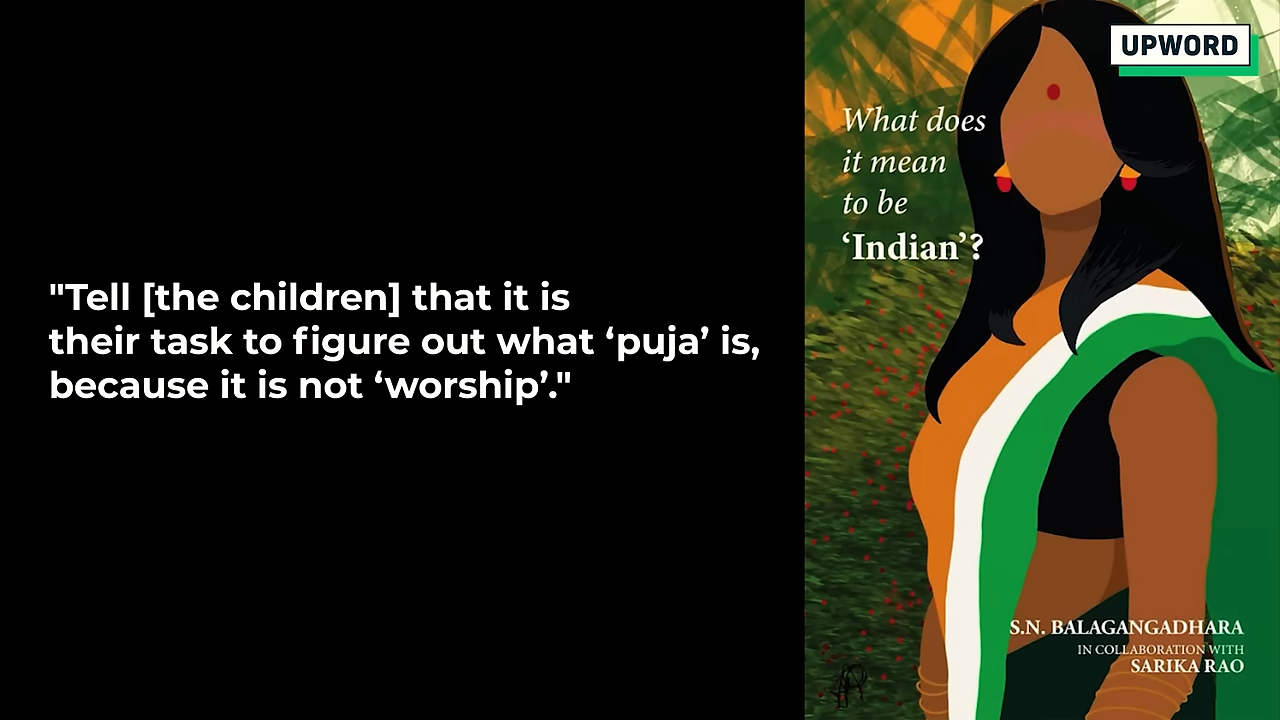 "Tell [the children] that it is
their task to figure out what ‘puja’ is,
because it is not ‘worship’."
UPWORD
What does
it mean
to be
‘Indian’?
S.N. BALAGANGADHARA
IN COLLABORATION WITH
SARIKA RAO